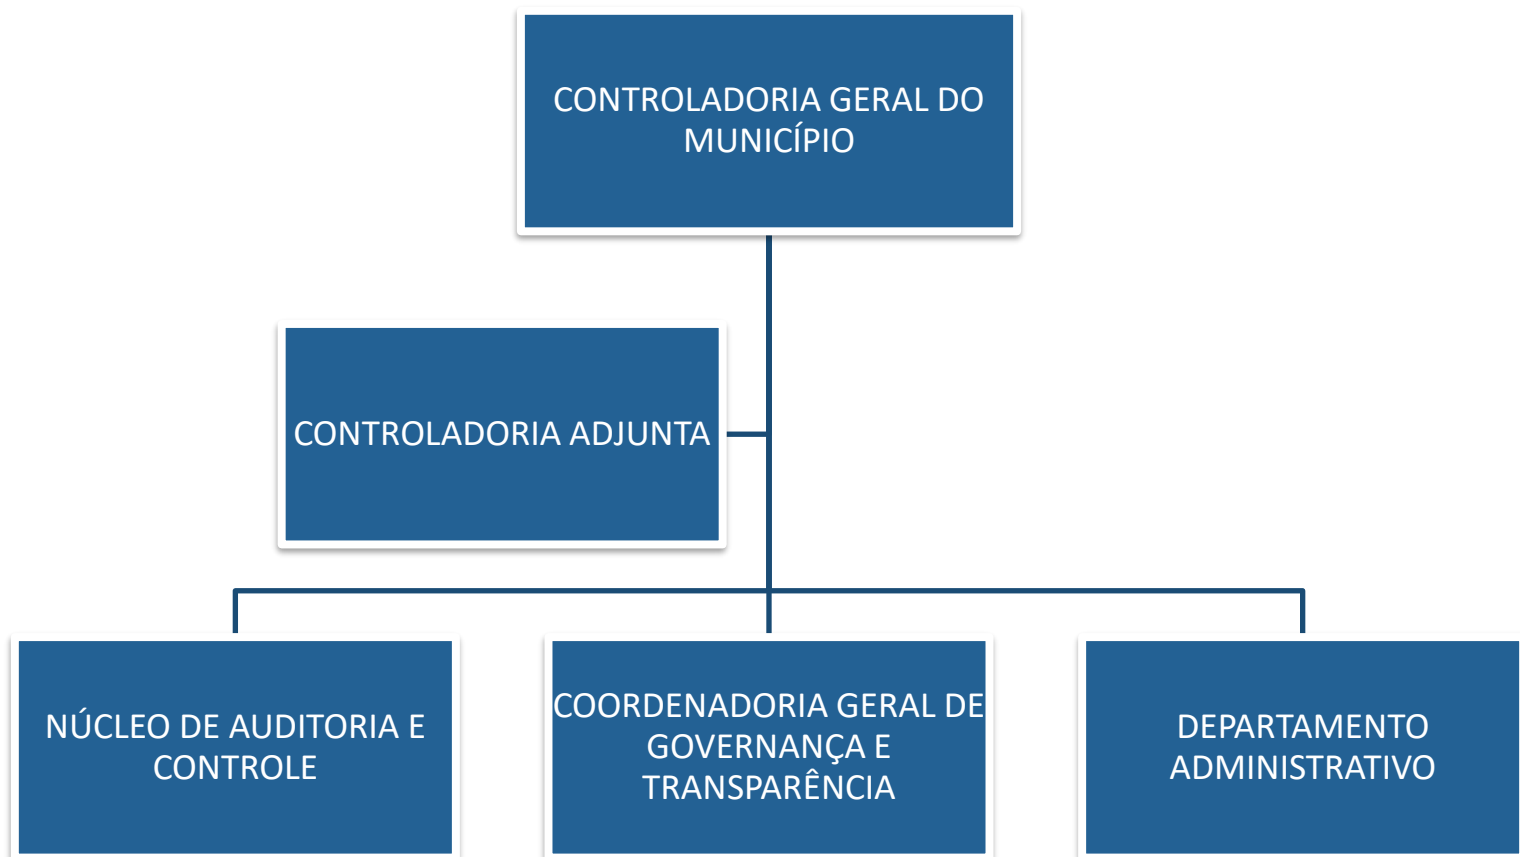 CONTROLADORIA GERAL DO
MUNICÍPIO
CONTROLADORIA ADJUNTA
NÚCLEO DE AUDITORIA E
CONTROLE
COORDENADORIA GERAL DE
GOVERNANÇA E
TRANSPARÊNCIA
DEPARTAMENTO
ADMINISTRATIVO